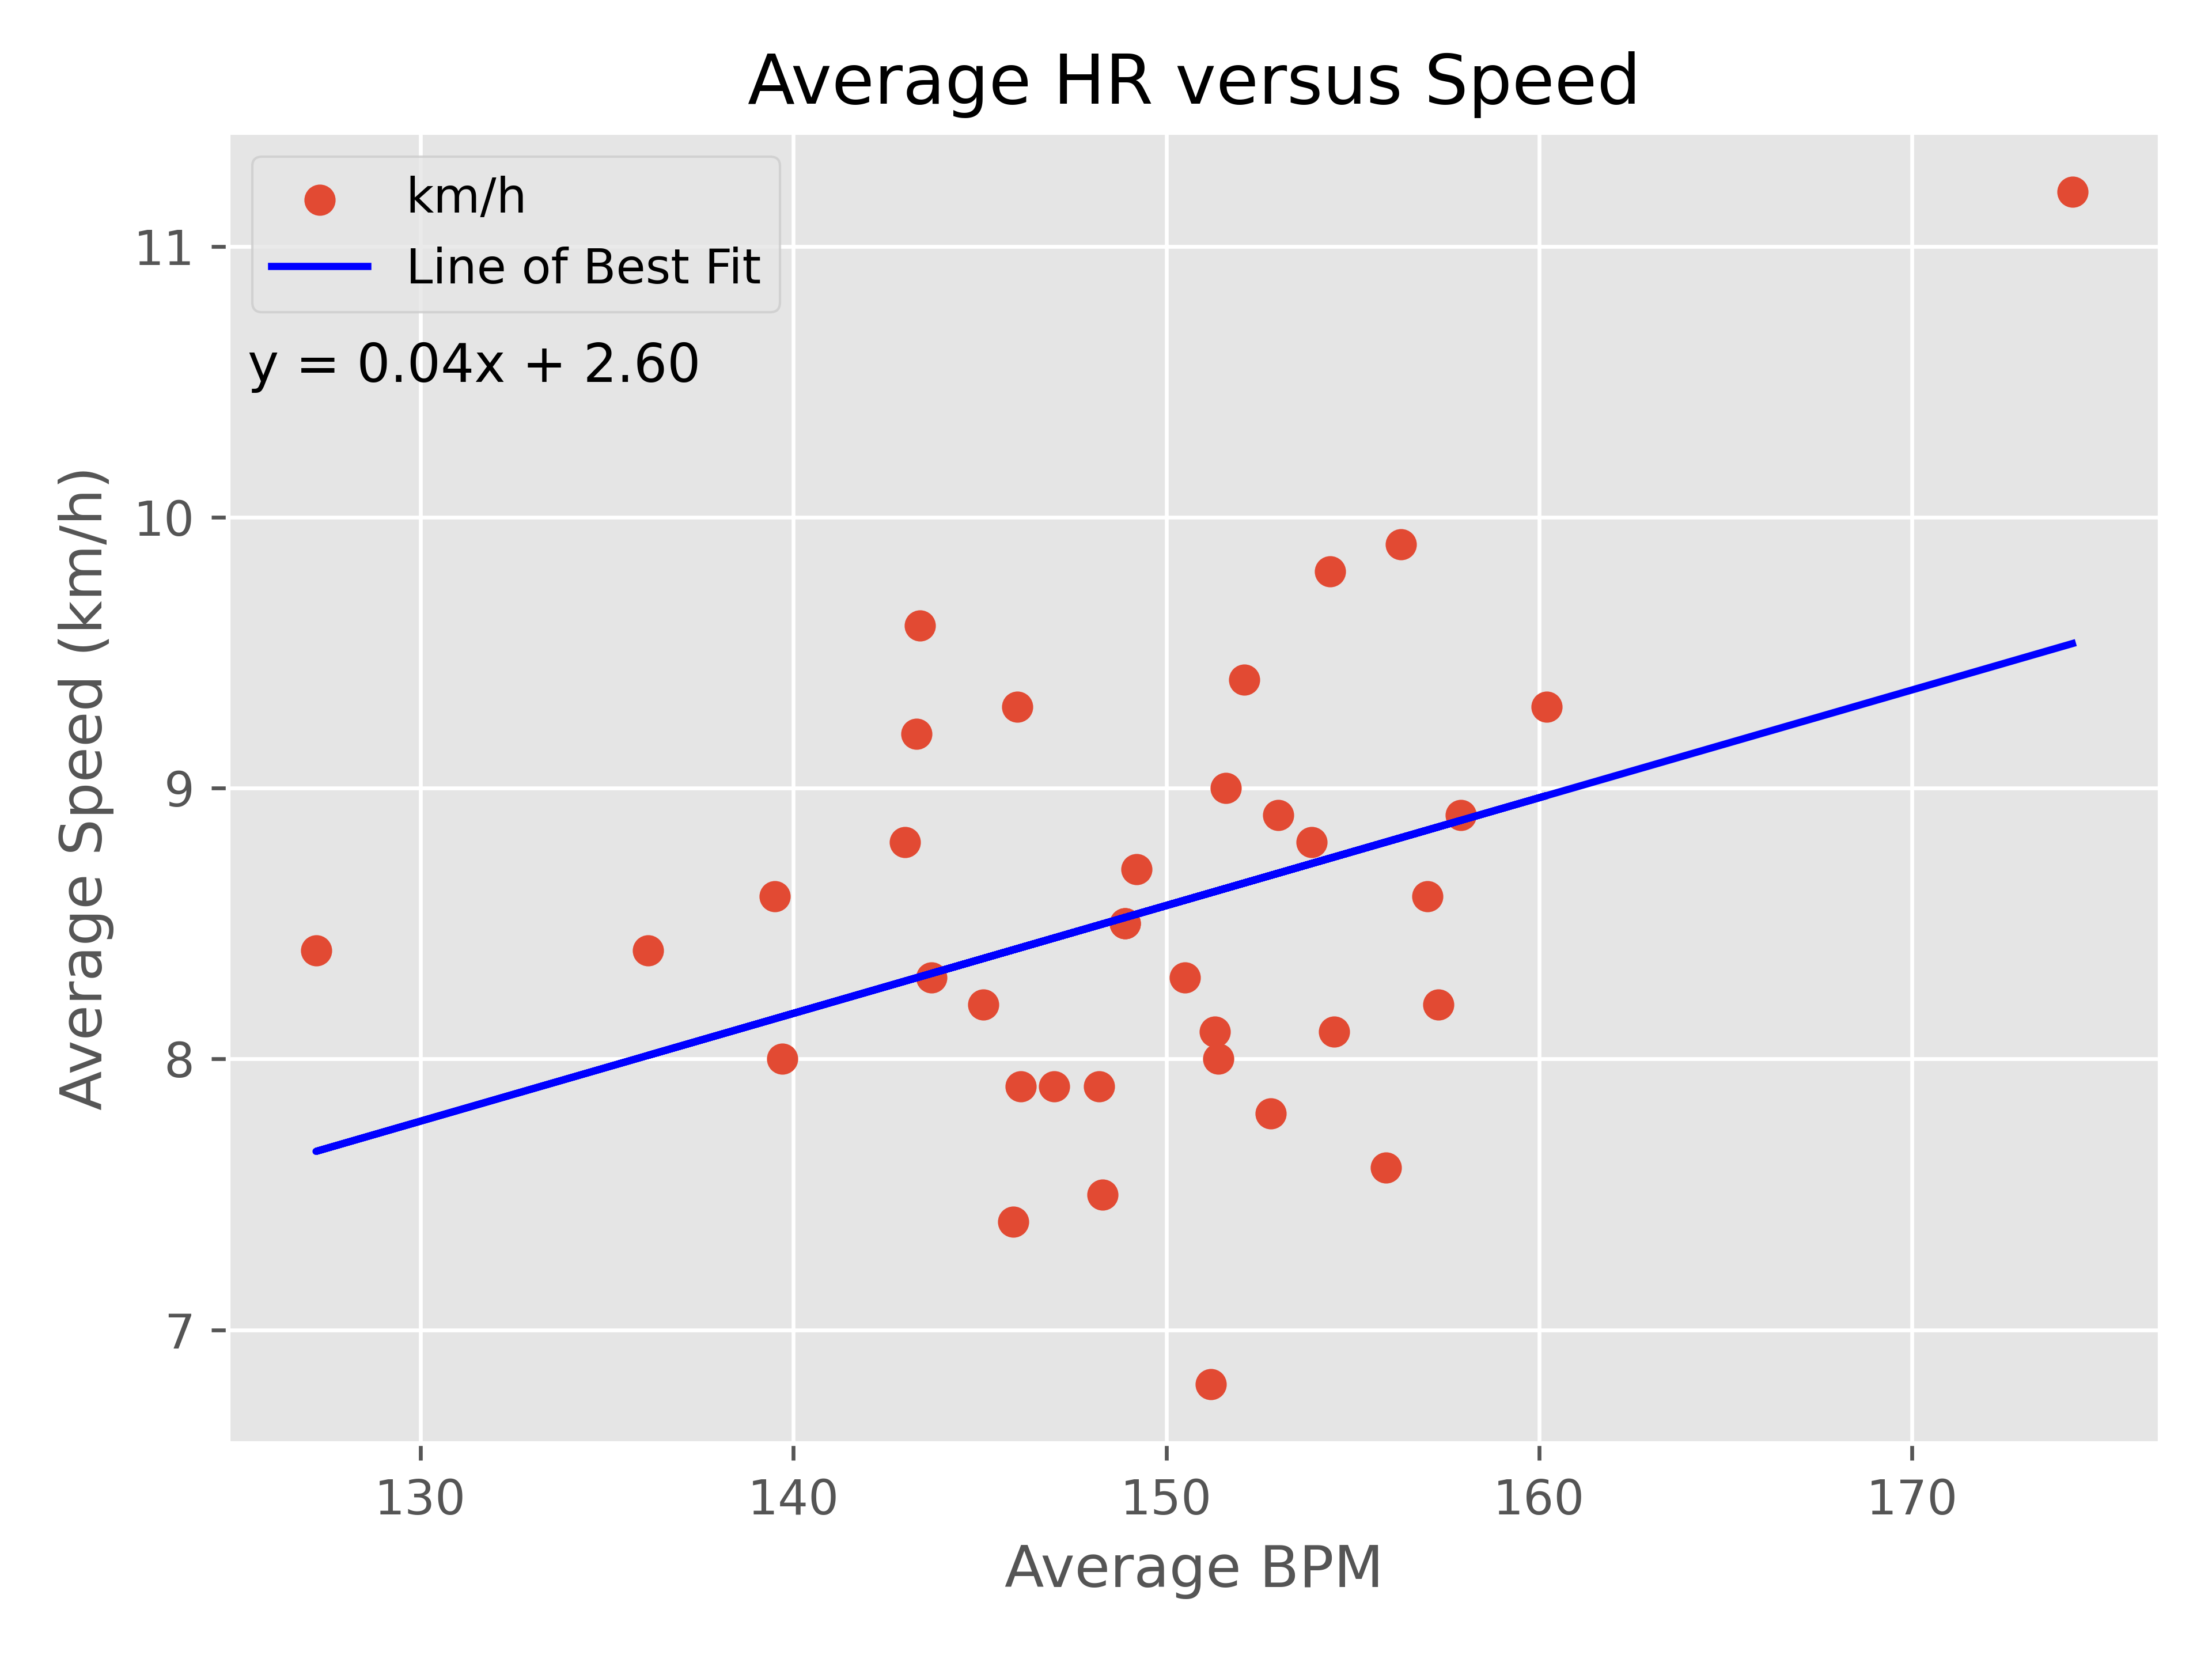 Average HR versus Speed
km/h
Line of Best Fit
y = 0.04x + 2.60
Average Speed (km/h)
11
10
9
8
7
130 140 150 160 170
Average BPM